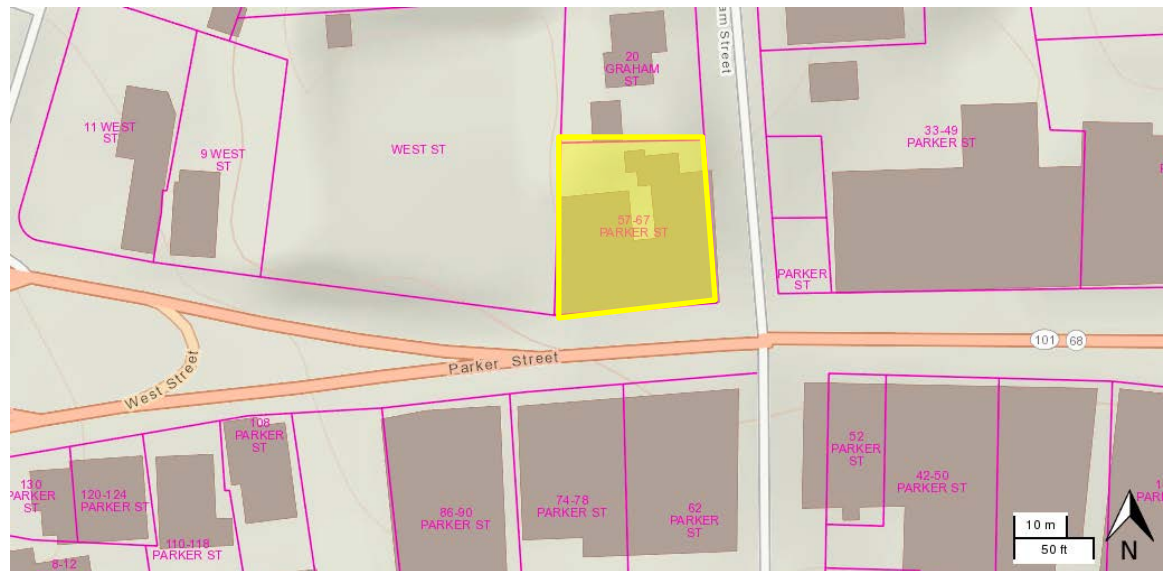 am Street
20
GRAHAM
ST
11 WEST
ST
9 WEST
ST
WEST ST
33-49
PARKER ST
57-67
PARKER ST
PARKER
ST
101
68
Parker Street
West Street
108
PARKER
ST
130
PARKER
ST
120-124
PARKER ST
110-118
PARKER ST
8-12
86-90
PARKER ST
74-78
PARKER ST
62
PARKER
ST
52
PARKER
ST
42-50
PARKER ST
10 m
50 ft
N